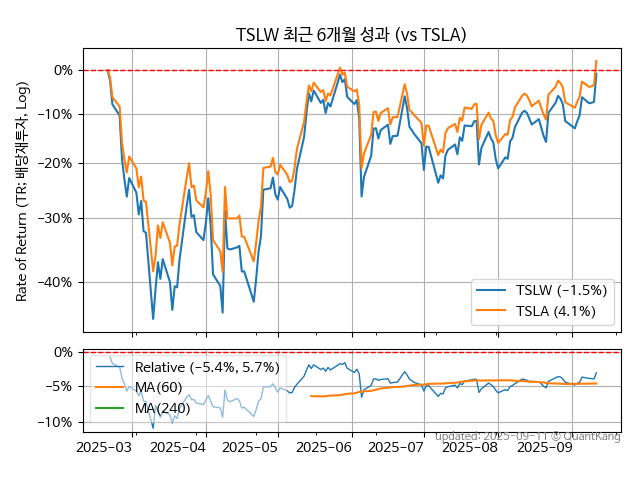 TSLW 최근 6개월 성과 (vs TSLA)
Rate of Return (TR: 배당재투자, Log)
0%
−10%
−20%
−30%
−40%
TSLW (−1.5%)
TSLA (4.1%)
0%
−5%
−10%
Relative (−5.4%, 5.7%)
MA(60)
MA(240)
2025-03 2025-04 2025-05 2025-06 2025-07 2025-08 2025-09
updated: 2025-09-11 © QuantKang